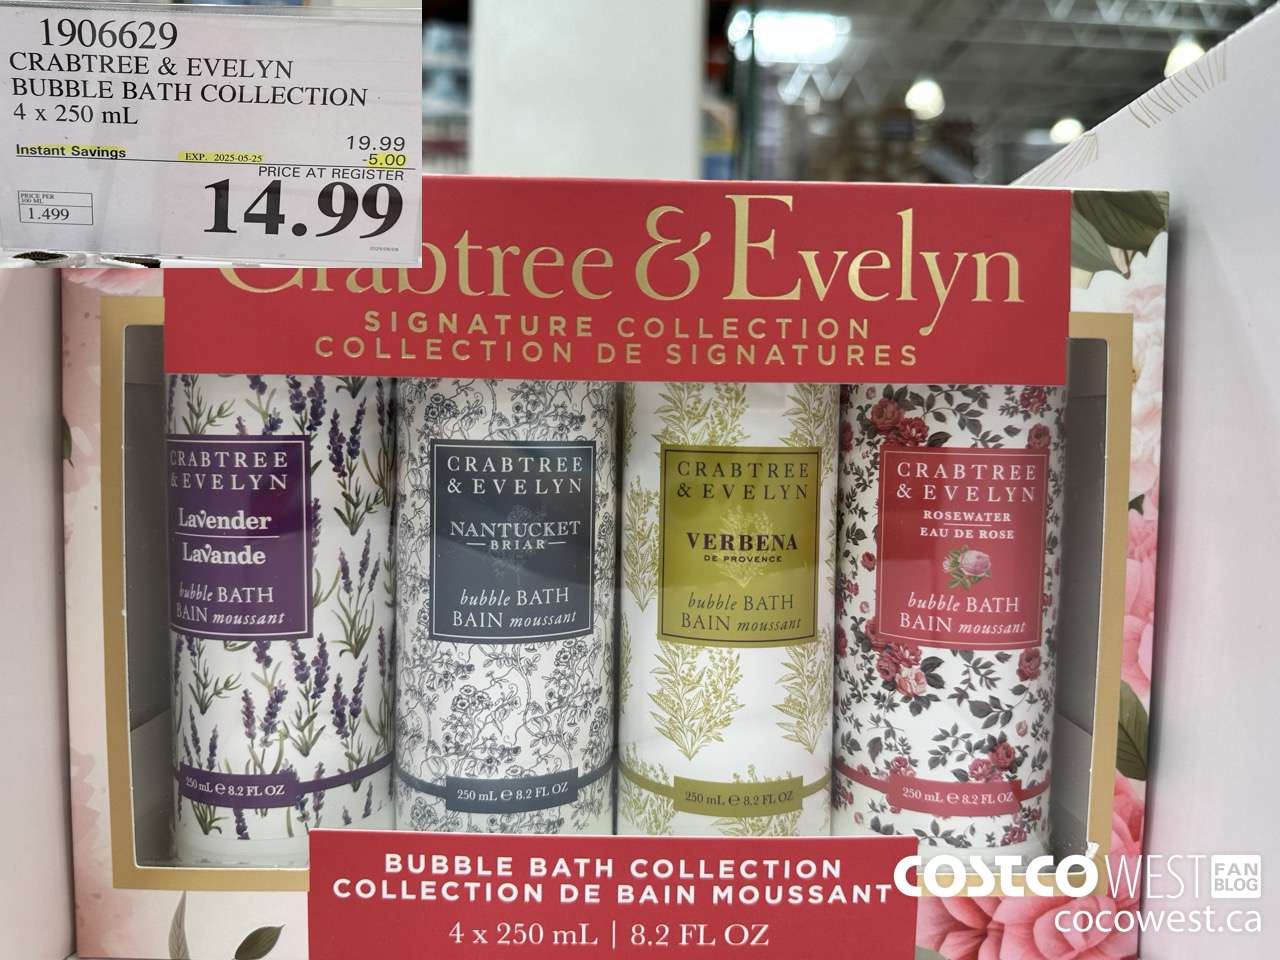 1906629
CRABTREE & EVELYN
BUBBLE BATH COLLECTION
4 x 250 mL
19.99
Instant Savings EXP. 2025-05-25 -5.00
PRICE AT REGISTER
14.99
PRICE PER
100 ML
1.499
Crabtree & Evelyn
SIGNATURE COLLECTION
COLLECTION DE SIGNATURES
CRABTREE
& EVELYN
Lavender
Lavande
bubble BATH
BAIN moussant
250 mL e 8.2 FL OZ
CRABTREE
& EVELYN
NANTUCKET
BRIAR
bubble BATH
BAIN moussant
250 mL e 8.2 FL OZ
CRABTREE
& EVELYN
VERBENA
DE PROVENCE
bubble BATH
BAIN moussant
250 mL e 8.2 FL OZ
CRABTREE
& EVELYN
ROSEWATER
EAU DE ROSE
bubble BATH
BAIN moussant
250 mL e 8.2 FL OZ
BUBBLE BATH COLLECTION
COLLECTION DE BAIN MOUSSANT
4 x 250 mL | 8.2 FL OZ
COSTCO WEST FAN BLOG
cocowest.ca